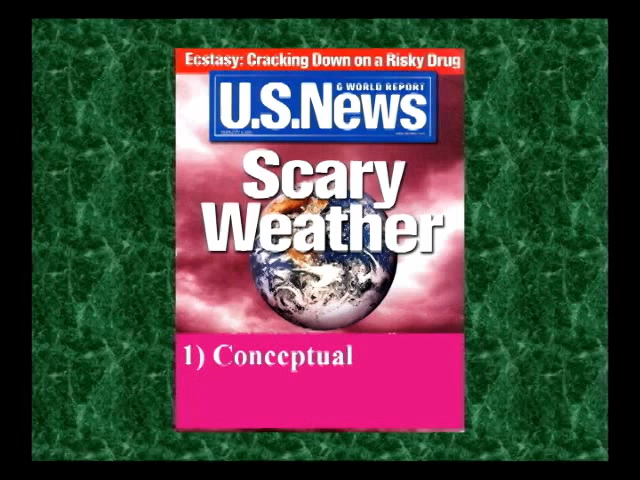 Ecstasy: Cracking Down on a Risky Drug
& WORLD REPORT
U.S.News
Scary
Weather
1) Conceptual